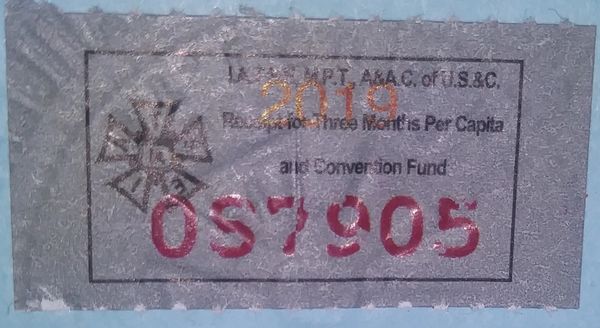 I.A.T.S.E. M.P.T., A.&A.C. of U.S.&C.
2019
Receipt for Three Months Per Capita
and Convention Fund
0S7905